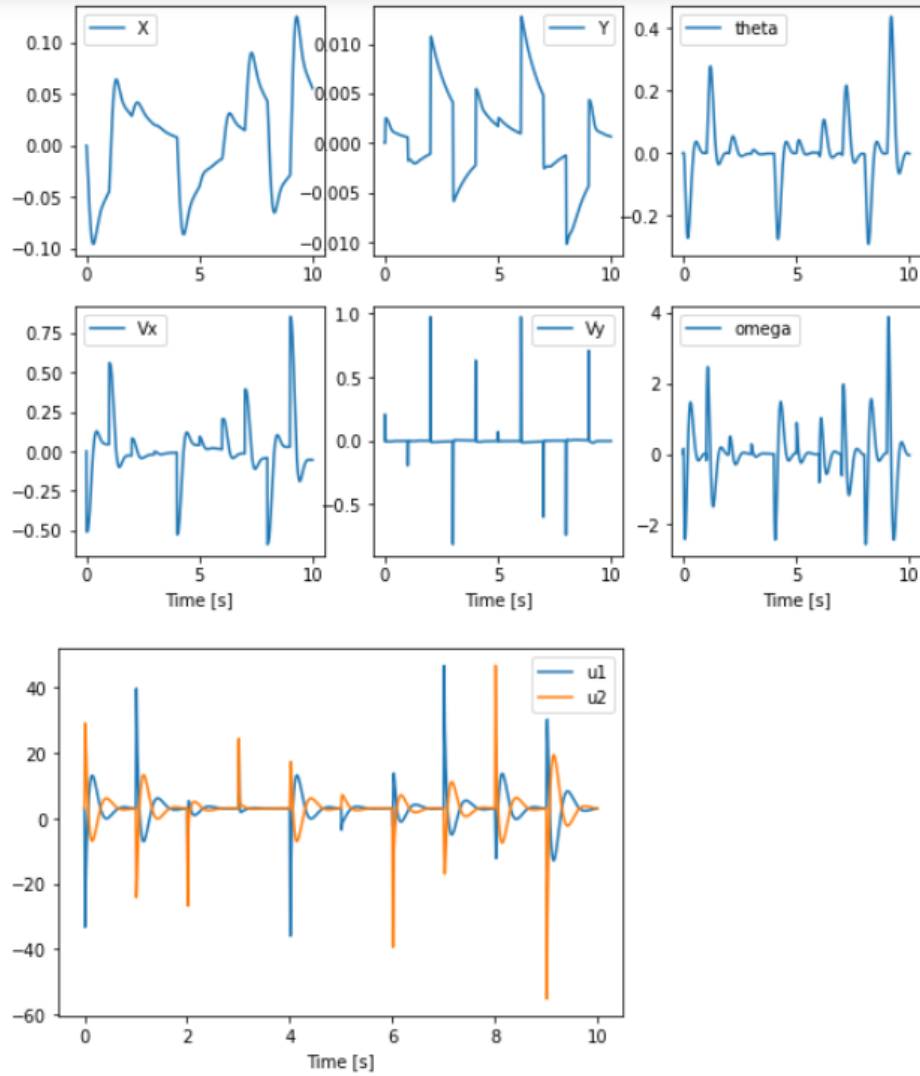 X
0.10
0.05
0.00
−0.05
−0.10
0 5 10
Y
0.010
0.005
0.000
−0.005
−0.010
0 5 10
theta
0.4
0.2
0.0
−0.2
0 5 10
Vx
0.75
0.50
0.25
0.00
−0.25
−0.50
0 5 10
Time [s]
Vy
1.0
0.5
0.0
−0.5
0 5 10
Time [s]
omega
4
2
0
−2
0 5 10
Time [s]
u1
u2
40
20
0
−20
−40
−60
0 2 4 6 8 10
Time [s]